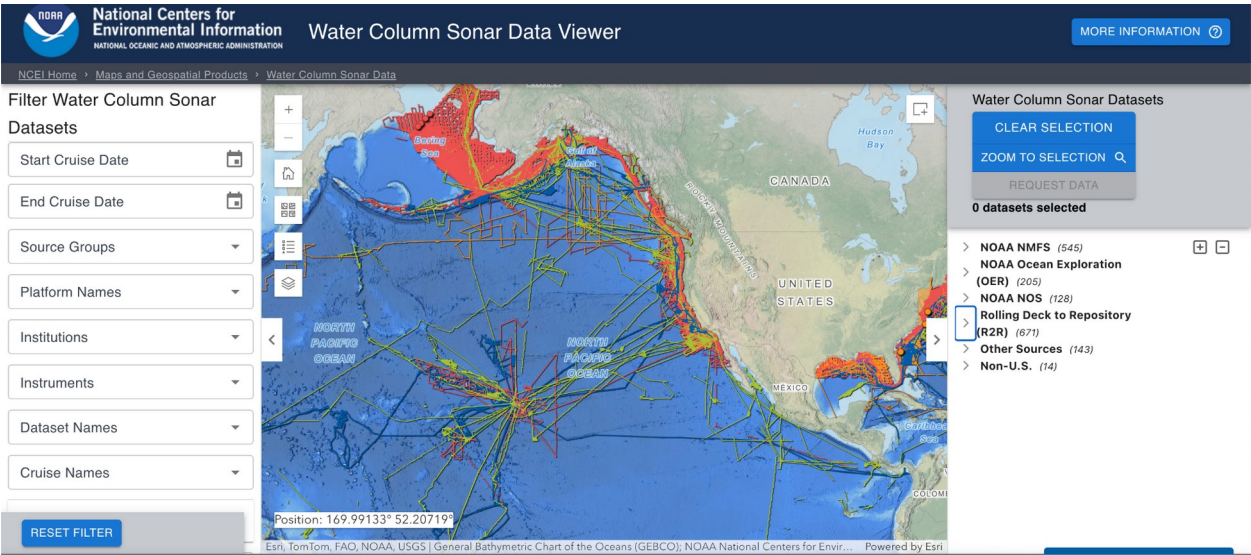 NOAA
National Centers for
Environmental Information
NATIONAL OCEANIC AND ATMOSPHERIC ADMINISTRATION
Water Column Sonar Data Viewer
MORE INFORMATION
NCEI Home › Maps and Geospatial Products › Water Column Sonar Data
Filter Water Column Sonar
Datasets
Start Cruise Date
End Cruise Date
Source Groups
Platform Names
Institutions
Instruments
Dataset Names
Cruise Names
RESET FILTER
Bering
Sea
Gulf of
Alaska
Hudson
Bay
CANADA
ROCKY MOUNTAINS
UNITED
STATES
NORTH
PACIFIC
OCEAN
NORTH
PACIFIC
OCEAN
MÉXICO
Caribbea
Sea
COLOM
Position: 169.99133° 52.20719°
Esri, TomTom, FAO, NOAA, USGS | General Bathymetric Chart of the Oceans (GEBCO); NOAA National Centers for Envir... Powered by Esri
Water Column Sonar Datasets
CLEAR SELECTION
ZOOM TO SELECTION
REQUEST DATA
0 datasets selected
NOAA NMFS (545)
NOAA Ocean Exploration
(OER) (205)
NOAA NOS (128)
Rolling Deck to Repository
(R2R) (671)
Other Sources (143)
Non-U.S. (14)